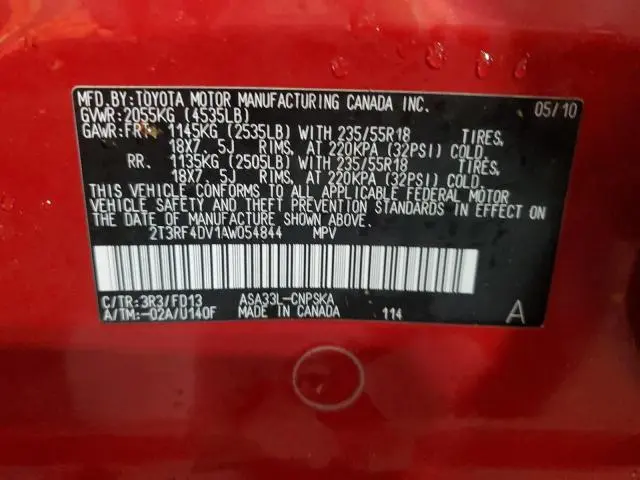 MFD.BY:TOYOTA MOTOR MANUFACTURING CANADA INC. 05/10
GVWR:2055KG (4535LB)
GAWR:FRT. 1145KG (2535LB) WITH 235/55R18 TIRES,
18X7.5J RIMS, AT 220KPA (32PSI) COLD.
RR. 1135KG (2505LB) WITH 235/55R18 TIRES,
18X7.5J RIMS, AT 220KPA (32PSI) COLD.
THIS VEHICLE CONFORMS TO ALL APPLICABLE FEDERAL MOTOR
VEHICLE SAFETY AND THEFT PREVENTION STANDARDS IN EFFECT ON
THE DATE OF MANUFACTURE SHOWN ABOVE.
2T3RF4DV1AW054844 MPV
C/TR:3R3/FD13 ASA33L-CNPSKA
A/TM:-02A/U140F MADE IN CANADA 114 A